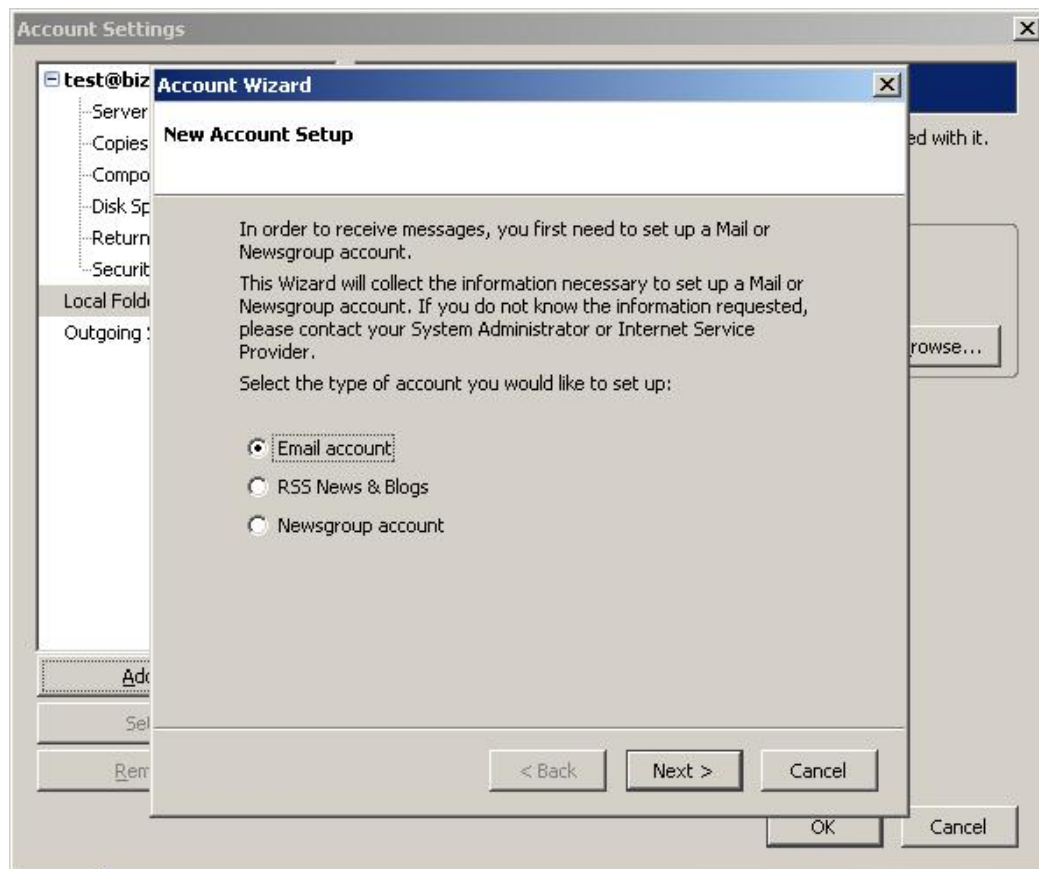 Account Settings
test@biz
Server
Copies
Compo
Disk Sp
Return
Securit
Local Folde
Outgoing
Account Wizard
New Account Setup
In order to receive messages, you first need to set up a Mail or
Newsgroup account.
This Wizard will collect the information necessary to set up a Mail or
Newsgroup account. If you do not know the information requested,
please contact your System Administrator or Internet Service
Provider.
Select the type of account you would like to set up:
Email account
RSS News & Blogs
Newsgroup account
< Back
Next >
Cancel
ed with it.
rowse...
Add
Set
Rem
OK
Cancel